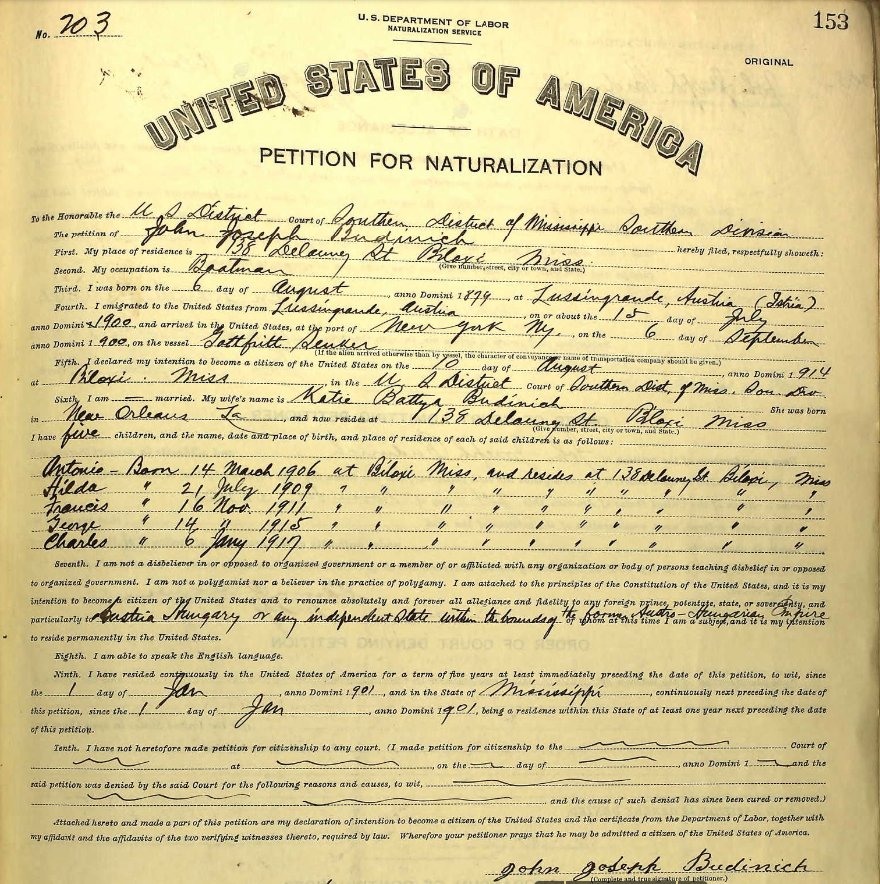 No. 203
U. S. DEPARTMENT OF LABOR
NATURALIZATION SERVICE
153
ORIGINAL
UNITED STATES OF AMERICA
PETITION FOR NATURALIZATION
To the Honorable the U S District Court of Southern District of Mississippi Southern Division
The petition of John Joseph Budinich hereby filed, respectfully showeth:
First. My place of residence is 138 Delauney St Biloxi Miss.
(Give number, street, city or town, and State.)
Second. My occupation is Boatman
Third. I was born on the 6 day of August, anno Domini 1879, at Lussingrande, Austria (Istria)
Fourth. I emigrated to the United States from Lussingrande, Austria, on or about the 15 day of July
anno Domini 1900, and arrived in the United States, at the port of New York Ny, on the 6 day of September
anno Domini 1900, on the vessel
(If the alien arrived otherwise than by vessel, the character of conveyance or name of transportation company should be given.)
Fifth. I declared my intention to become a citizen of the United States on the 10 day of August, anno Domini 1914
at Biloxi. Miss in the U S District Court of Southern Dist, of Miss. Sou. Div
Sixth. I am — married. My wife's name is Katie Battya Budinich She was born
in New Orleans La, and now resides at 138 Delauney St. Biloxi Miss
(Give number, street, city or town, and State.)
I have five children, and the name, date and place of birth, and place of residence of each of said children is as follows:
Antonio - Born 14 March 1906 at Biloxi Miss, and resides at 138 Delauney St. Biloxi, Miss
Hilda " 21 July 1909 " " " " " " " " "
Francis " 16 Nov. 1911 " " " " " " " " "
George " 14 " 1915 " " " " " " " " "
Charles " 6 Jany 1917 " " " " " " " " "
Seventh. I am not a disbeliever in or opposed to organized government or a member of or affiliated with any organization or body of persons teaching disbelief in or opposed
to organized government. I am not a polygamist nor a believer in the practice of polygamy. I am attached to the principles of the Constitution of the United States, and it is my
intention to become a citizen of the United States and to renounce absolutely and forever all allegiance and fidelity to any foreign prince, potentate, state, or sovereignty, and
particularly to Austria Hungary or any independent State within the bounds of the former Austro-Hungarian Empire of whom at this time I am a subject, and it is my intention
to reside permanently in the United States.
Eighth. I am able to speak the English language.
Ninth. I have resided continuously in the United States of America for a term of five years at least immediately preceding the date of this petition, to wit, since
the 1 day of Jan, anno Domini 1901, and in the State of Mississippi, continuously next preceding the date of
this petition, since the 1 day of Jan, anno Domini 1901, being a residence within this State of at least one year next preceding the date
of this petition.
Tenth. I have not heretofore made petition for citizenship to any court. (I made petition for citizenship to the Court of
at, on the day of, anno Domini 1 and the
said petition was denied by the said Court for the following reasons and causes, to wit,
and the cause of such denial has since been cured or removed.)
Attached hereto and made a part of this petition are my declaration of intention to become a citizen of the United States and the certificate from the Department of Labor, together with
my affidavit and the affidavits of the two verifying witnesses thereto, required by law. Wherefore your petitioner prays that he may be admitted a citizen of the United States of America.
John Joseph Budinich
(Complete and true signature of petitioner.)